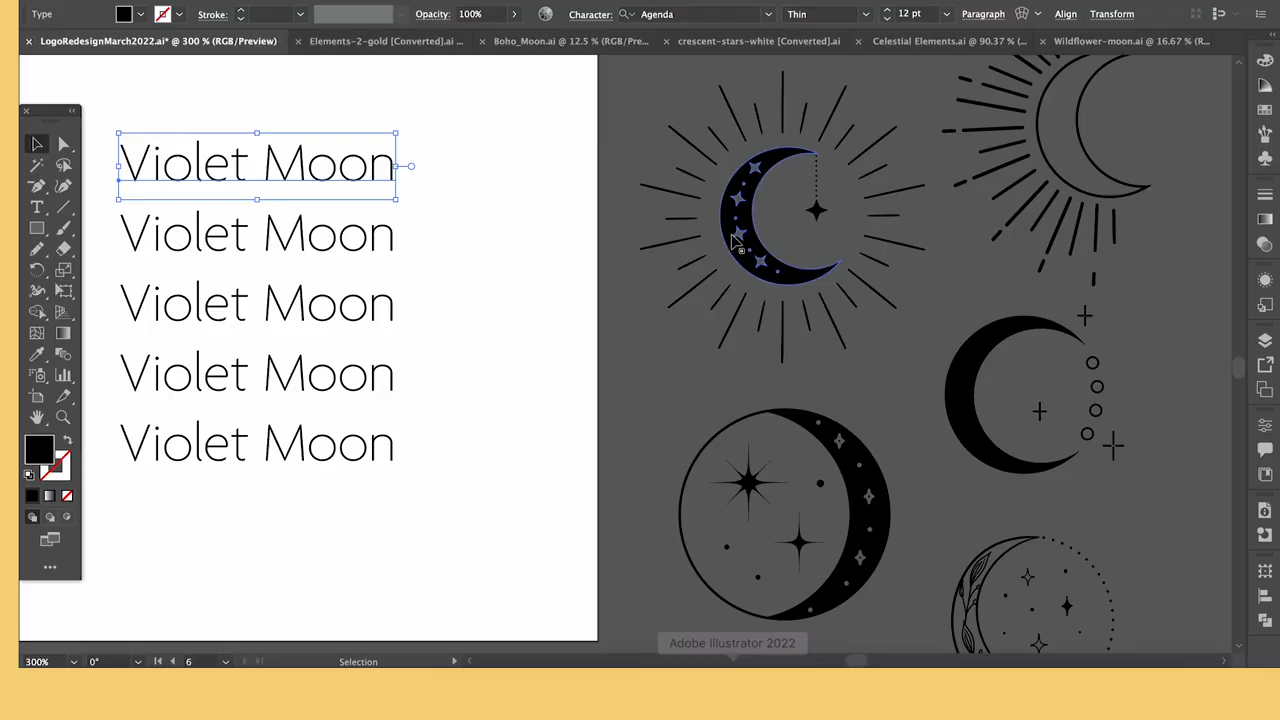 Type Stroke: Opacity: 100% Character: Agenda Thin 12 pt Paragraph Align Transform
LogoRedesignMarch2022.ai* @ 300 % (RGB/Preview) Elements-2-gold [Converted].ai ... Boho_Moon.ai @ 12.5 % (RGB/Pre... crescent-stars-white [Converted].ai Celestial Elements.ai @ 90.37 % (... Wildflower-moon.ai @ 16.67 % (R...
Violet Moon
Violet Moon
Violet Moon
Violet Moon
Violet Moon
Adobe Illustrator 2022
300% 0° 6 Selection